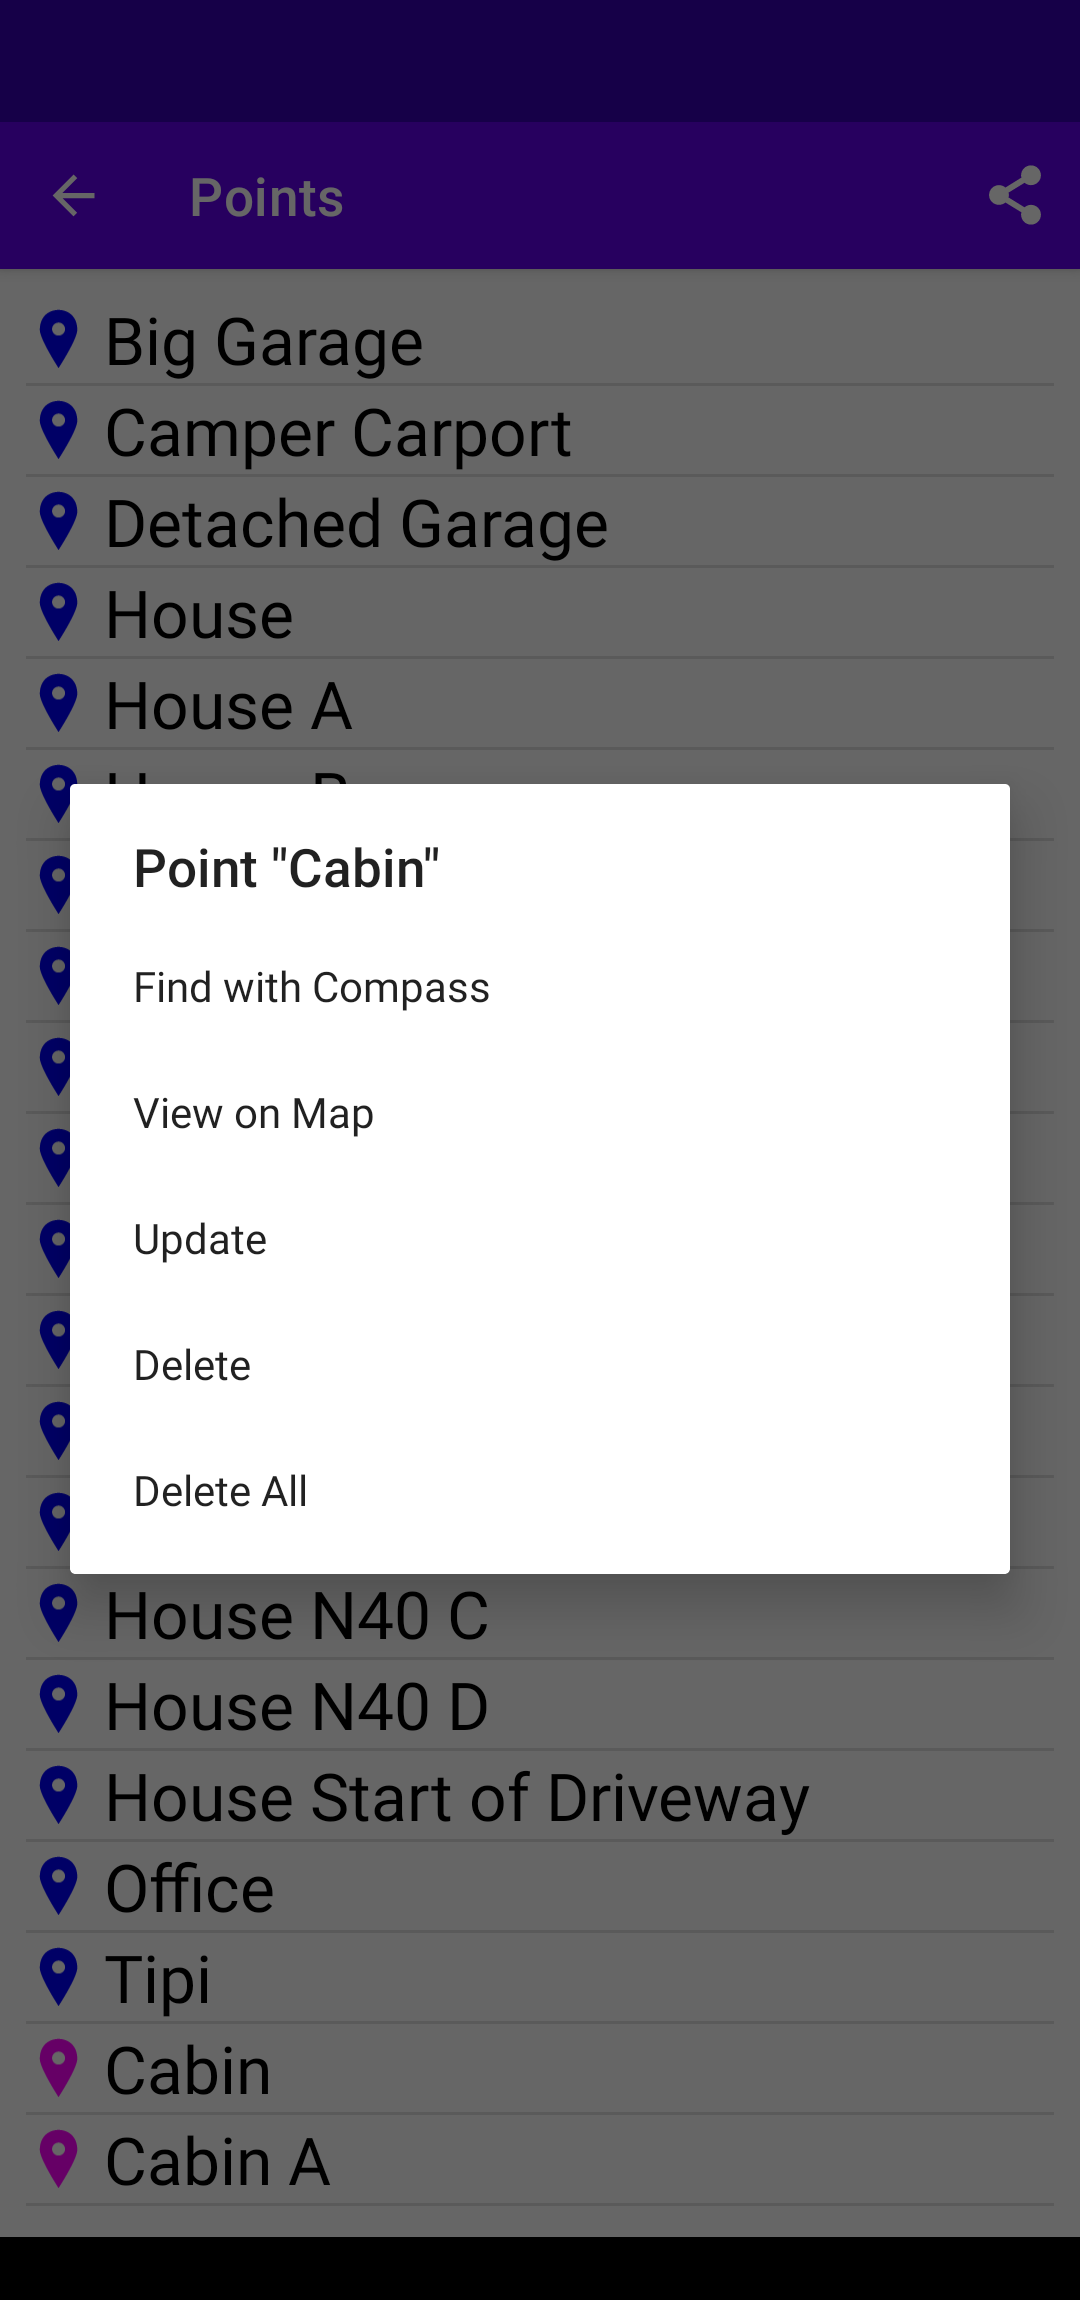 Points
Big Garage
Camper Carport
Detached Garage
House
House A
Point "Cabin"
Find with Compass
View on Map
Update
Delete
Delete All
House N40 C
House N40 D
House Start of Driveway
Office
Tipi
Cabin
Cabin A